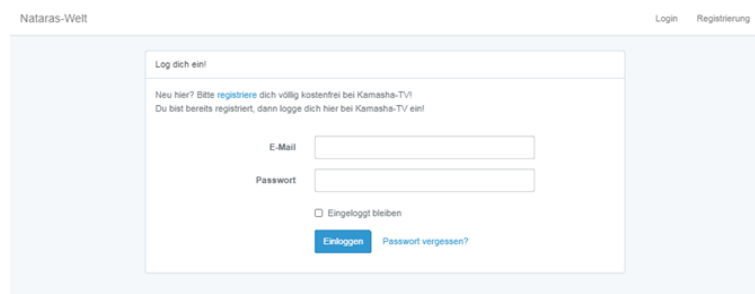 Nataras-Welt
Login Registrierung
Log dich ein!
Neu hier? Bitte registriere dich völlig kostenfrei bei Kamasha-TV!
Du bist bereits registriert, dann logge dich hier bei Kamasha-TV ein!
E-Mail
Passwort
Eingeloggt bleiben
Einloggen Passwort vergessen?